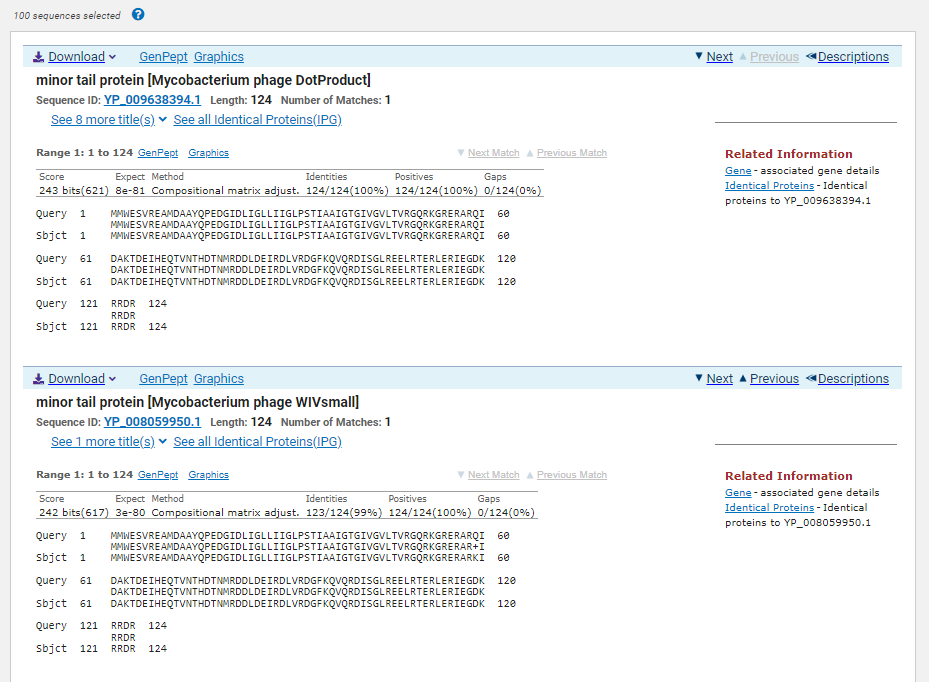 100 sequences selected ?
Download GenPept Graphics Next Previous Descriptions
minor tail protein [Mycobacterium phage DotProduct]
Sequence ID: YP_009638394.1 Length: 124 Number of Matches: 1
See 8 more title(s) See all Identical Proteins(IPG)
Range 1: 1 to 124 GenPept Graphics Next Match Previous Match
Score Expect Method Identities Positives Gaps
243 bits(621) 8e-81 Compositional matrix adjust. 124/124(100%) 124/124(100%) 0/124(0%)
Query 1 MMWESVREAMDAAYQPEDGIDLIGLLIIGLPSTIAAIGTGIVGVLTVRGQRKGRERARQI 60
MMWESVREAMDAAYQPEDGIDLIGLLIIGLPSTIAAIGTGIVGVLTVRGQRKGRERARQI
Sbjct 1 MMWESVREAMDAAYQPEDGIDLIGLLIIGLPSTIAAIGTGIVGVLTVRGQRKGRERARQI 60
Query 61 DAKTDEIHEQTVNTHDTNMRDDLDEIRDLVRDGFKQVQRDISGLREELRTERLERIEGDK 120
DAKTDEIHEQTVNTHDTNMRDDLDEIRDLVRDGFKQVQRDISGLREELRTERLERIEGDK
Sbjct 61 DAKTDEIHEQTVNTHDTNMRDDLDEIRDLVRDGFKQVQRDISGLREELRTERLERIEGDK 120
Query 121 RRDR 124
RRDR
Sbjct 121 RRDR 124
Related Information
Gene - associated gene details
Identical Proteins - Identical
proteins to YP_009638394.1
Download GenPept Graphics Next Previous Descriptions
minor tail protein [Mycobacterium phage WIVsmall]
Sequence ID: YP_008059950.1 Length: 124 Number of Matches: 1
See 1 more title(s) See all Identical Proteins(IPG)
Range 1: 1 to 124 GenPept Graphics Next Match Previous Match
Score Expect Method Identities Positives Gaps
242 bits(617) 3e-80 Compositional matrix adjust. 123/124(99%) 124/124(100%) 0/124(0%)
Query 1 MMWESVREAMDAAYQPEDGIDLIGLLIIGLPSTIAAIGTGIVGVLTVRGQRKGRERARQI 60
MMWESVREAMDAAYQPEDGIDLIGLLIIGLPSTIAAIGTGIVGVLTVRGQRKGRERAR+I
Sbjct 1 MMWESVREAMDAAYQPEDGIDLIGLLIIGLPSTIAAIGTGIVGVLTVRGQRKGRERARKI 60
Query 61 DAKTDEIHEQTVNTHDTNMRDDLDEIRDLVRDGFKQVQRDISGLREELRTERLERIEGDK 120
DAKTDEIHEQTVNTHDTNMRDDLDEIRDLVRDGFKQVQRDISGLREELRTERLERIEGDK
Sbjct 61 DAKTDEIHEQTVNTHDTNMRDDLDEIRDLVRDGFKQVQRDISGLREELRTERLERIEGDK 120
Query 121 RRDR 124
RRDR
Sbjct 121 RRDR 124
Related Information
Gene - associated gene details
Identical Proteins - Identical
proteins to YP_008059950.1